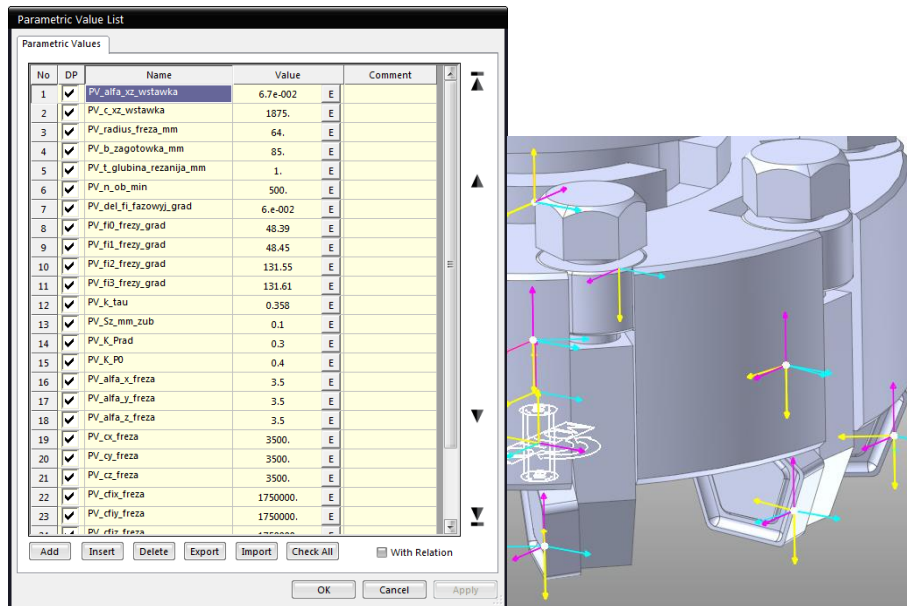 Parametric Value List
Parametric Values
No DP Name Value Comment
1 PV_alfa_xz_wstawka 6.7e-002 E
2 PV_c_xz_wstawka 1875. E
3 PV_radius_freza_mm 64. E
4 PV_b_zagotowka_mm 85. E
5 PV_t_glubina_rezanija_mm 1. E
6 PV_n_ob_min 500. E
7 PV_del_fi_fazowyj_grad 6.e-002 E
8 PV_fi0_frezy_grad 48.39 E
9 PV_fi1_frezy_grad 48.45 E
10 PV_fi2_frezy_grad 131.55 E
11 PV_fi3_frezy_grad 131.61 E
12 PV_k_tau 0.358 E
13 PV_Sz_mm_zub 0.1 E
14 PV_K_Prad 0.3 E
15 PV_K_P0 0.4 E
16 PV_alfa_x_freza 3.5 E
17 PV_alfa_y_freza 3.5 E
18 PV_alfa_z_freza 3.5 E
19 PV_cx_freza 3500. E
20 PV_cy_freza 3500. E
21 PV_cz_freza 3500. E
22 PV_cfix_freza 1750000. E
23 PV_cfiy_freza 1750000. E
Add Insert Delete Export Import Check All With Relation
OK Cancel Apply